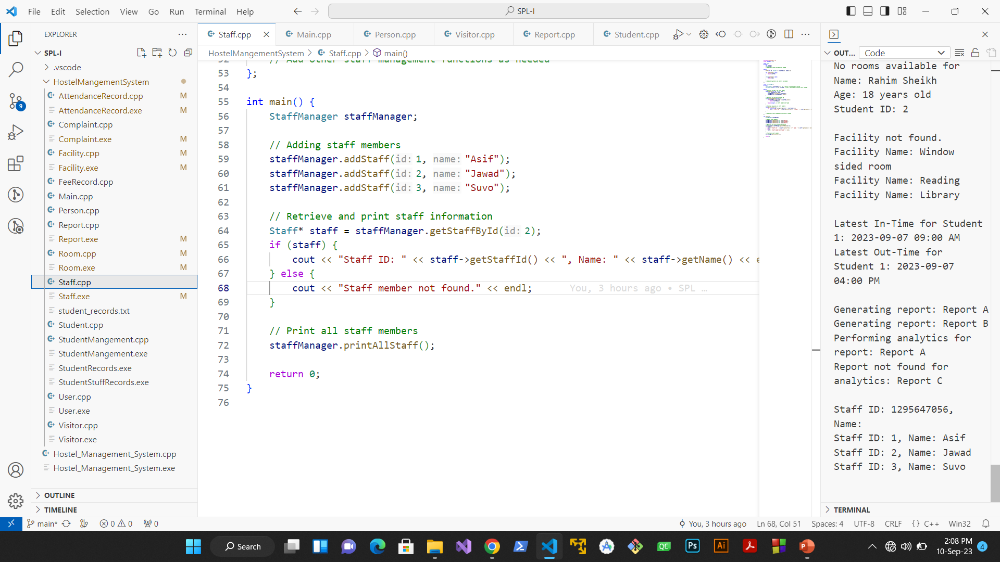 File Edit Selection View Go Run Terminal Help
SPL-I
EXPLORER
SPL-I
.vscode
HostelMangementSystem
AttendanceRecord.cpp M
AttendanceRecord.exe M
Complaint.cpp
Complaint.exe M
Facility.cpp M
Facility.exe M
FeeRecord.cpp
Main.cpp
Person.cpp
Report.cpp
Report.exe M
Room.cpp M
Room.exe M
Staff.cpp
Staff.exe M
student_records.txt
Student.cpp
StudentMangement.cpp
StudentMangement.exe
StudentRecords.exe
StudentStuffRecords.exe
User.cpp
User.exe
Visitor.cpp
Visitor.exe
Hostel_Management_System.cpp
Hostel_Management_System.exe
OUTLINE
TIMELINE
9
Staff.cpp Main.cpp Person.cpp Visitor.cpp Report.cpp Student.cpp
HostelMangementSystem > Staff.cpp > main()
52 // Add other staff management functions as needed
53 };
54
55 int main() {
56 StaffManager staffManager;
57
58 // Adding staff members
59 staffManager.addStaff(id: 1, name: "Asif");
60 staffManager.addStaff(id: 2, name: "Jawad");
61 staffManager.addStaff(id: 3, name: "Suvo");
62
63 // Retrieve and print staff information
64 Staff* staff = staffManager.getStaffById(id: 2);
65 if (staff) {
66 cout << "Staff ID: " << staff->getStaffId() << ", Name: " << staff->getName() << e
67 } else {
68 cout << "Staff member not found." << endl; You, 3 hours ago • SPL …
69 }
70
71 // Print all staff members
72 staffManager.printAllStaff();
73
74 return 0;
75 }
76
OUT... Code
No rooms available for
Name: Rahim Sheikh
Age: 18 years old
Student ID: 2
Facility not found.
Facility Name: Window
sided room
Facility Name: Reading
Facility Name: Library
Latest In-Time for Student
1: 2023-09-07 09:00 AM
Latest Out-Time for
Student 1: 2023-09-07
04:00 PM
Generating report: Report A
Generating report: Report B
Performing analytics for
report: Report A
Report not found for
analytics: Report C
Staff ID: 1295647056,
Name:
Staff ID: 1, Name: Asif
Staff ID: 2, Name: Jawad
Staff ID: 3, Name: Suvo
TERMINAL
main* 0 0 0 You, 3 hours ago Ln 68, Col 51 Spaces: 4 UTF-8 CRLF {} C++ Win32
Search
QC Ps Ai P
2:08 PM
10-Sep-23 4